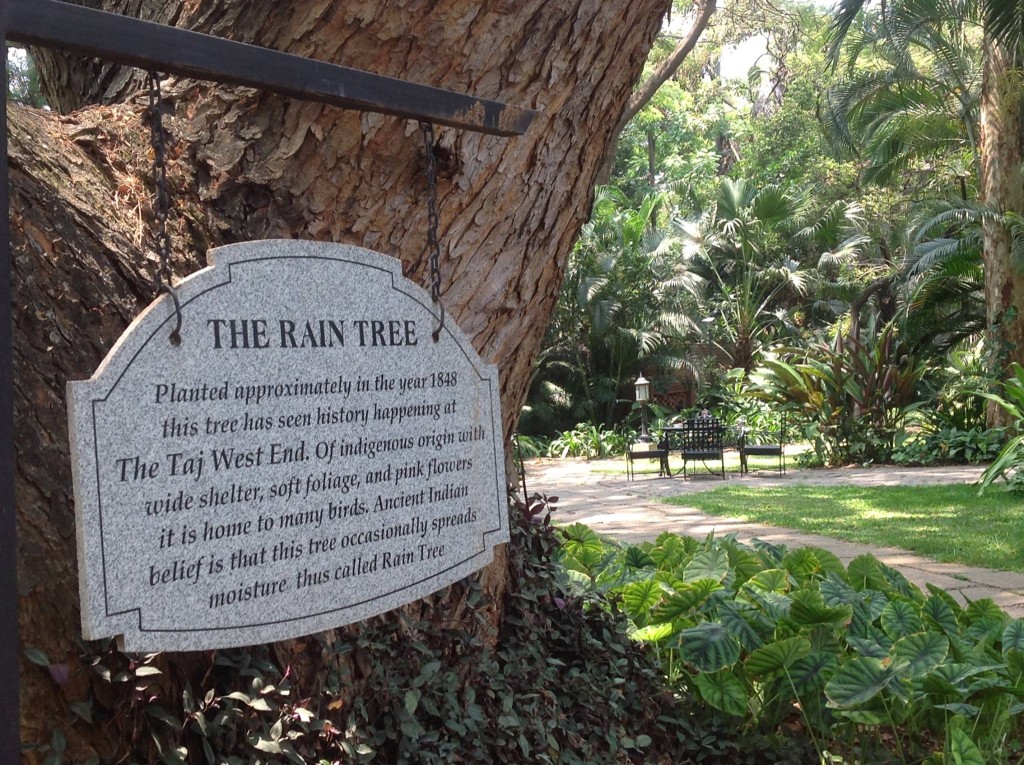 THE RAIN TREE
Planted approximately in the year 1848
this tree has seen history happening at
The Taj West End. Of indigenous origin with
wide shelter, soft foliage, and pink flowers
it is home to many birds. Ancient Indian
belief is that this tree occasionally spreads
moisture thus called Rain Tree